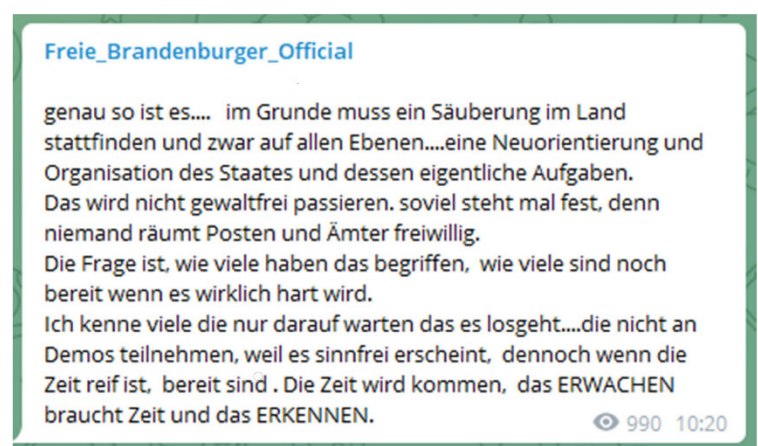 Freie_Brandenburger_Official
genau so ist es.... im Grunde muss ein Säuberung im Land
stattfinden und zwar auf allen Ebenen....eine Neuorientierung und
Organisation des Staates und dessen eigentliche Aufgaben.
Das wird nicht gewaltfrei passieren. soviel steht mal fest, denn
niemand räumt Posten und Ämter freiwillig.
Die Frage ist, wie viele haben das begriffen, wie viele sind noch
bereit wenn es wirklich hart wird.
Ich kenne viele die nur darauf warten das es losgeht....die nicht an
Demos teilnehmen, weil es sinnfrei erscheint, dennoch wenn die
Zeit reif ist, bereit sind . Die Zeit wird kommen, das ERWACHEN
braucht Zeit und das ERKENNEN.
990 10:20